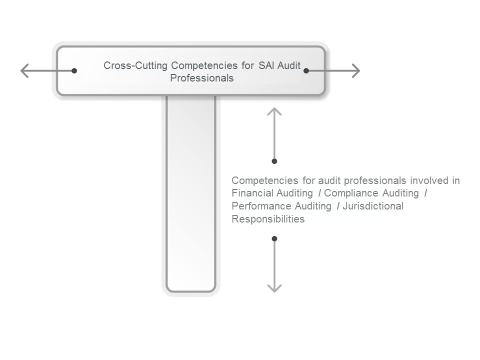 Cross-Cutting Competencies for SAI Audit
Professionals
Competencies for audit professionals involved in
Financial Auditing / Compliance Auditing /
Performance Auditing / Jurisdictional
Responsibilities